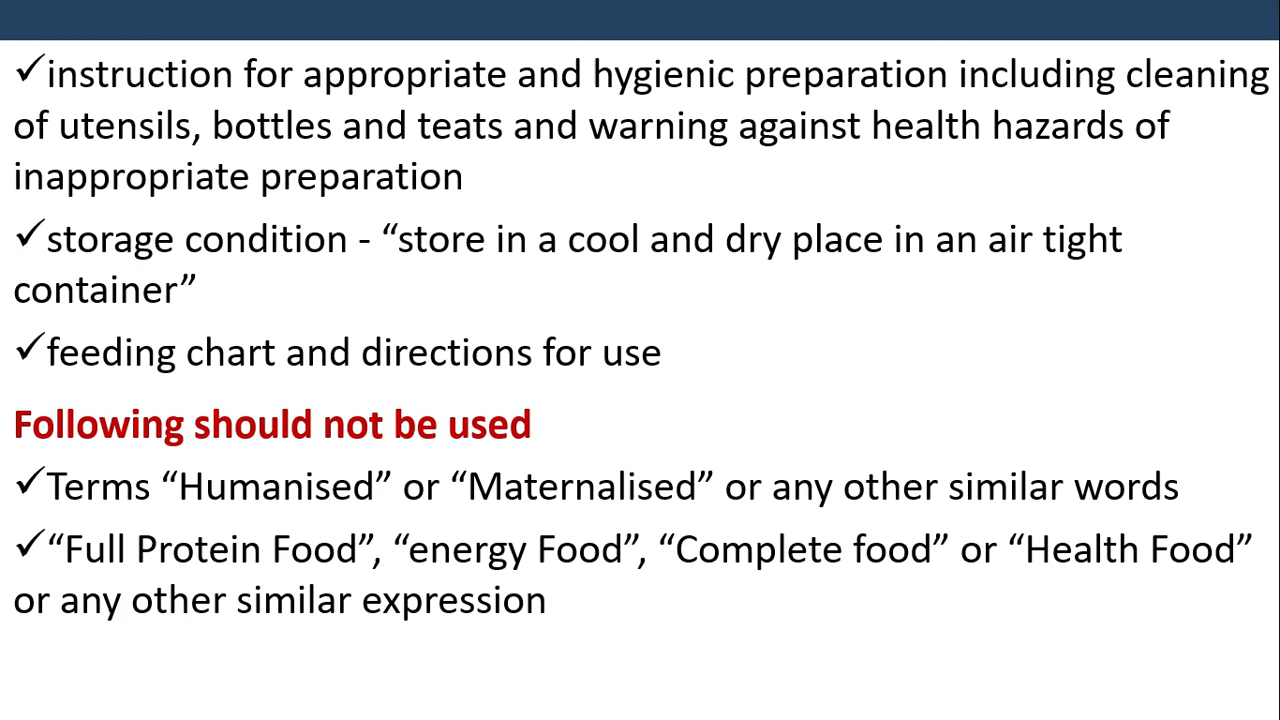 ✓instruction for appropriate and hygienic preparation including cleaning
of utensils, bottles and teats and warning against health hazards of
inappropriate preparation
✓storage condition - “store in a cool and dry place in an air tight
container”
✓feeding chart and directions for use
Following should not be used
✓Terms “Humanised” or “Maternalised” or any other similar words
✓“Full Protein Food”, “energy Food”, “Complete food” or “Health Food”
or any other similar expression